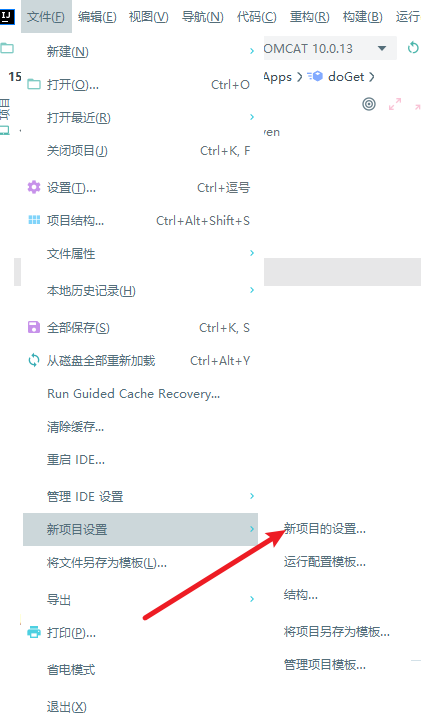 IJ 文件(F) 编辑(E) 视图(V) 导航(N) 代码(C) 重构(R) 构建(B) 运行
新建(N)
OMCAT 10.0.13
打开(O)... Ctrl+O
15
Apps > doGet >
项目
打开最近(R)
ven
关闭项目(J) Ctrl+K, F
设置(T)... Ctrl+逗号
项目结构... Ctrl+Alt+Shift+S
文件属性
本地历史记录(H)
全部保存(S) Ctrl+K, S
从磁盘全部重新加载 Ctrl+Alt+Y
Run Guided Cache Recovery...
清除缓存...
重启 IDE...
管理 IDE 设置
新项目设置
新项目的设置...
将文件另存为模板(L)...
运行配置模板...
导出
结构...
打印(P)...
将项目另存为模板...
省电模式
管理项目模板...
退出(X)